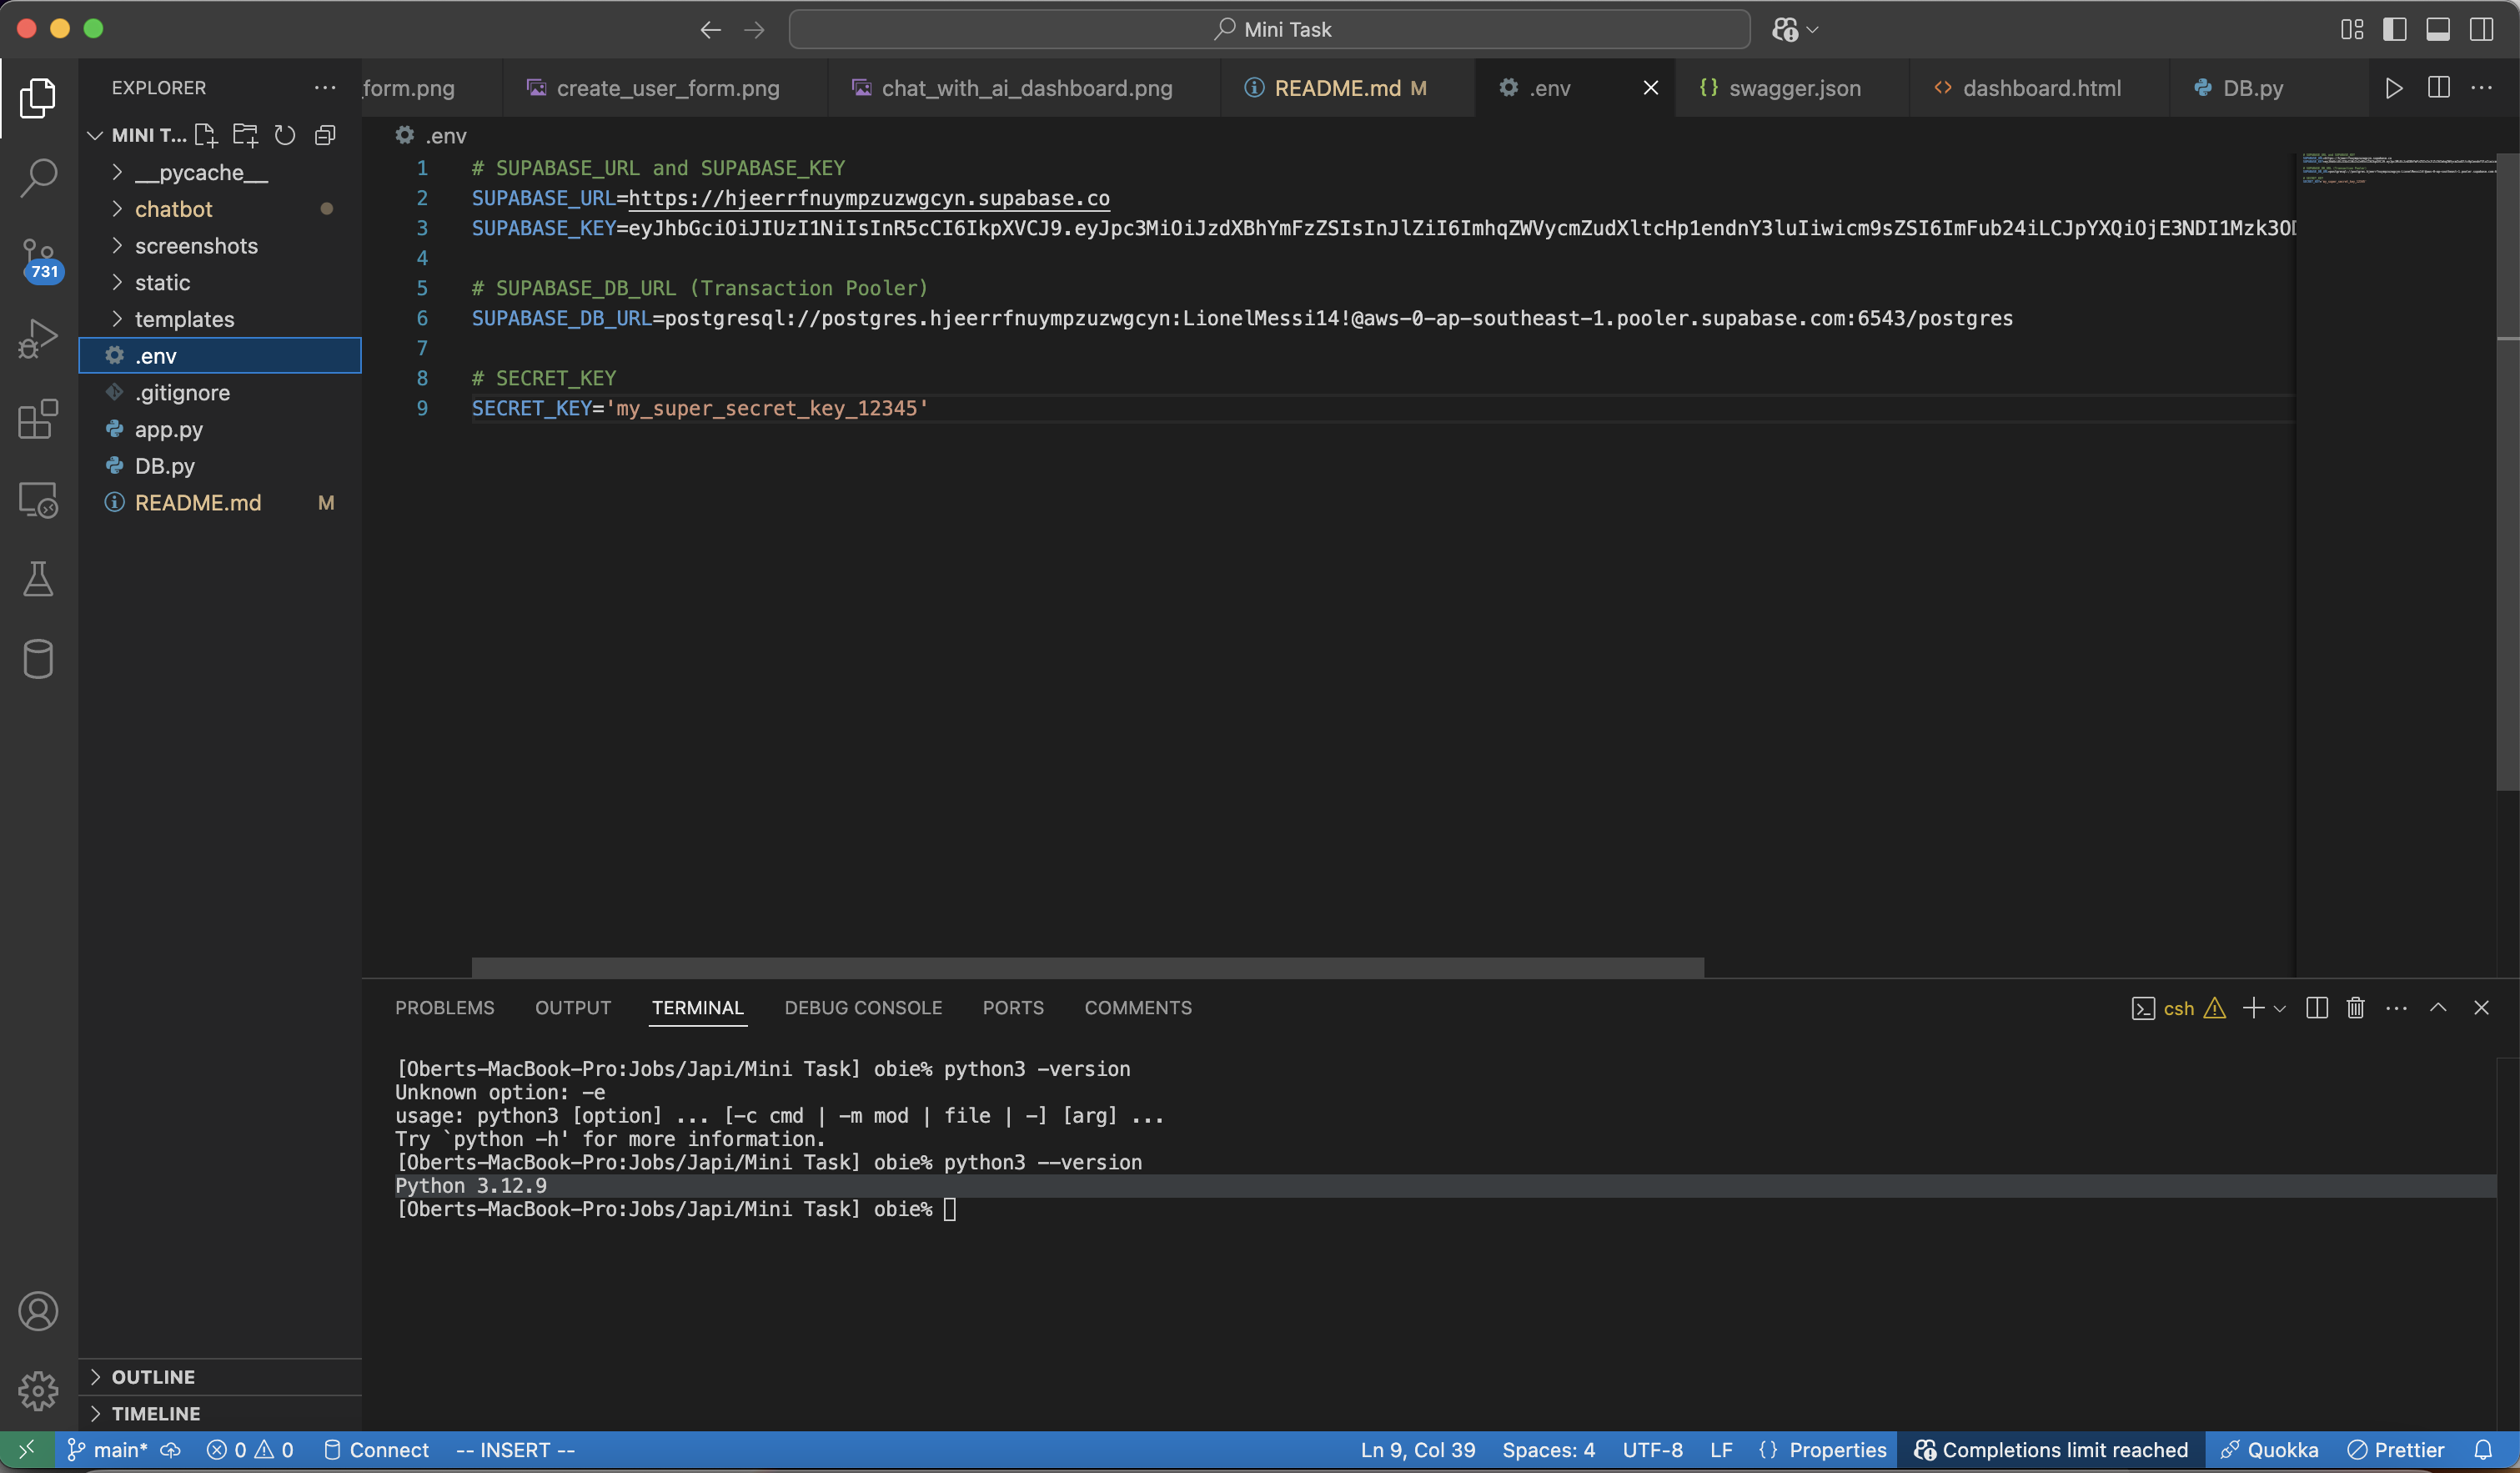 Mini Task
EXPLORER
form.png
create_user_form.png
chat_with_ai_dashboard.png
README.md M
.env
swagger.json
dashboard.html
DB.py
MINI T...
__pycache__
chatbot
screenshots
static
templates
.env
.gitignore
app.py
DB.py
README.md M
731
.env
1 # SUPABASE_URL and SUPABASE_KEY
2 SUPABASE_URL=https://hjeerrfnuympzuzwgcyn.supabase.co
3 SUPABASE_KEY=eyJhbGciOiJIUzI1NiIsInR5cCI6IkpXVCJ9.eyJpc3MiOiJzdXBhYmFzZSIsInJlZiI6ImhqZWVycmZudXltcHp1endnY3luIiwicm9sZSI6ImFub24iLCJpYXQiOjE3NDI1Mzk3OD
4
5 # SUPABASE_DB_URL (Transaction Pooler)
6 SUPABASE_DB_URL=postgresql://postgres.hjeerrfnuympzuzwgcyn:LionelMessi14!@aws-0-ap-southeast-1.pooler.supabase.com:6543/postgres
7
8 # SECRET_KEY
9 SECRET_KEY='my_super_secret_key_12345'
PROBLEMS OUTPUT TERMINAL DEBUG CONSOLE PORTS COMMENTS
csh
[Oberts-MacBook-Pro:Jobs/Japi/Mini Task] obie% python3 -version
Unknown option: -e
usage: python3 [option] ... [-c cmd | -m mod | file | -] [arg] ...
Try `python -h' for more information.
[Oberts-MacBook-Pro:Jobs/Japi/Mini Task] obie% python3 --version
Python 3.12.9
[Oberts-MacBook-Pro:Jobs/Japi/Mini Task] obie%
OUTLINE
TIMELINE
main* 0 0 Connect -- INSERT -- Ln 9, Col 39 Spaces: 4 UTF-8 LF {} Properties Completions limit reached Quokka Prettier